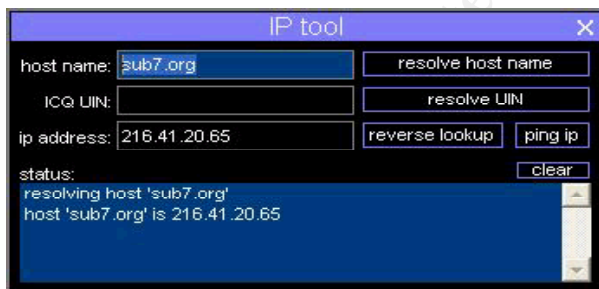 IP tool
host name: sub7.org resolve host name
ICQ UIN: resolve UIN
ip address: 216.41.20.65 reverse lookup ping ip
status: clear
resolving host 'sub7.org'
host 'sub7.org' is 216.41.20.65